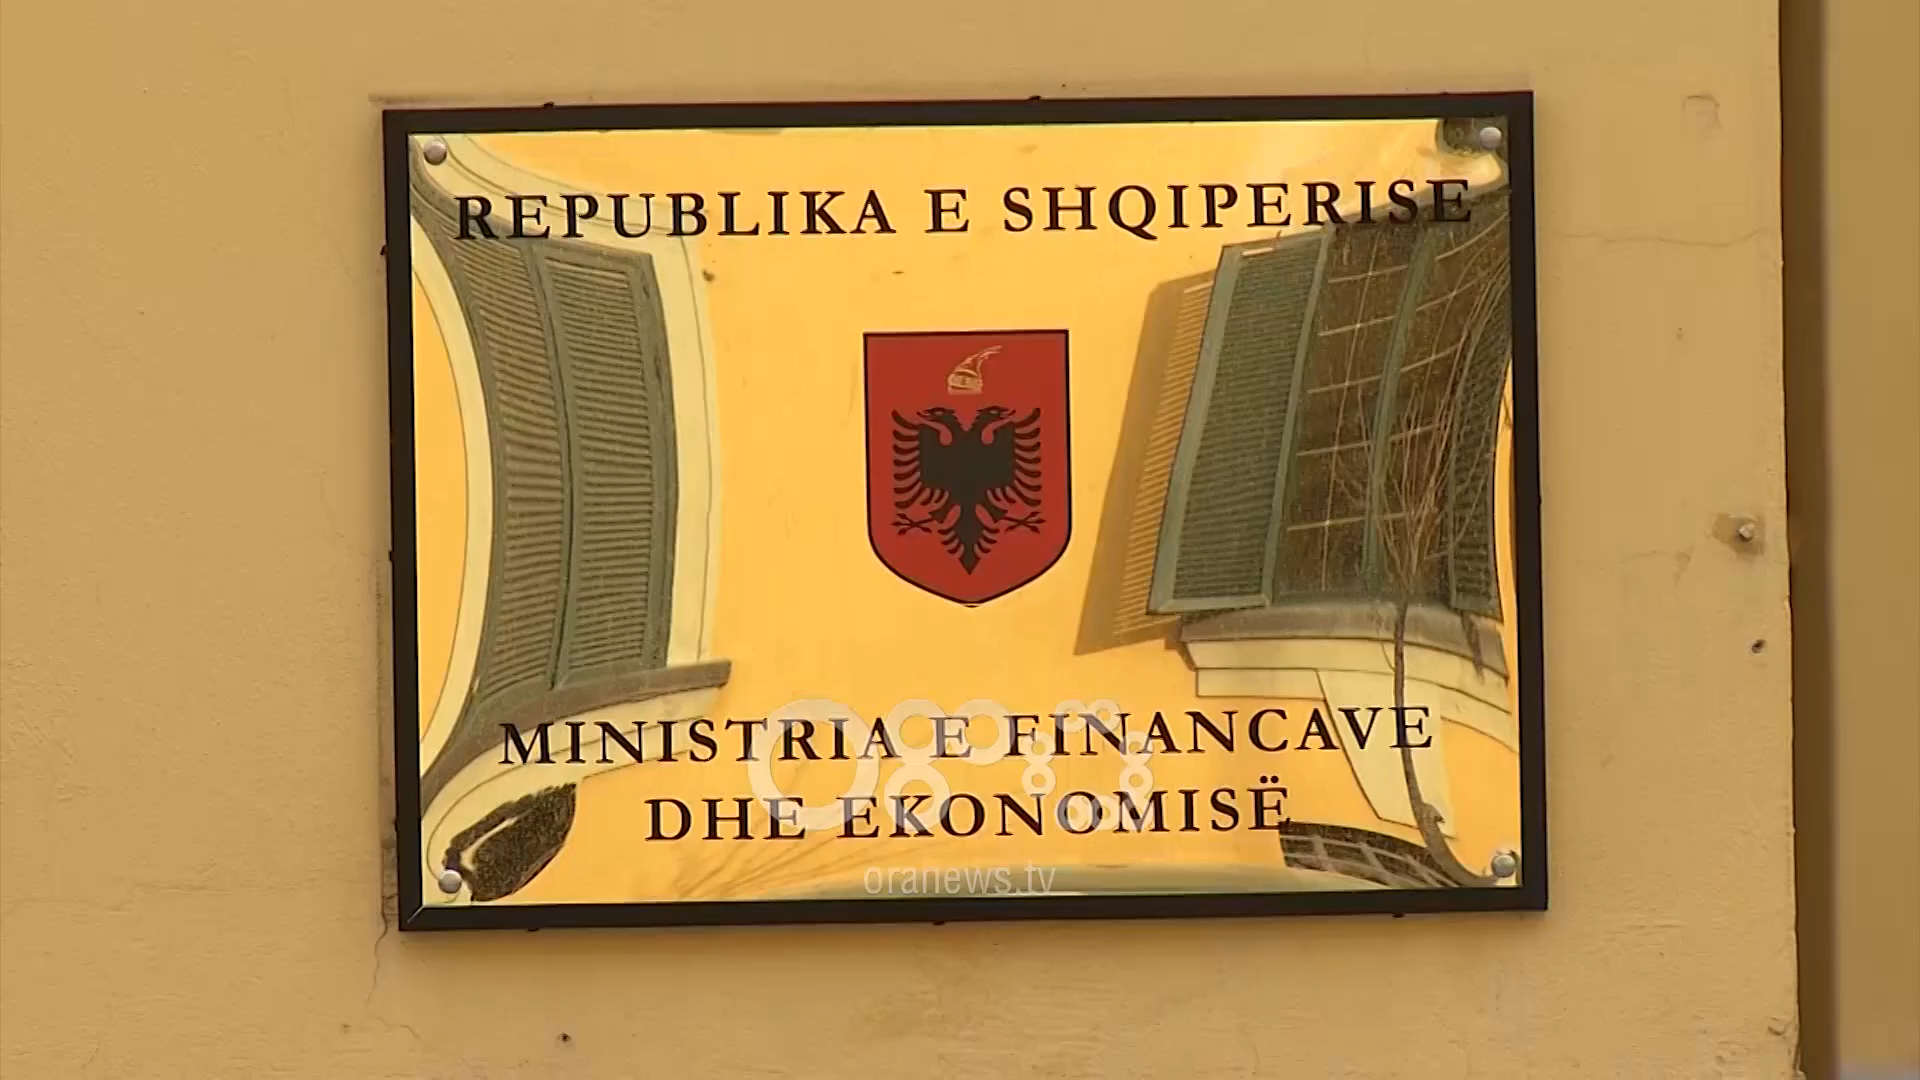 REPUBLIKA E SHQIPERISE
MINISTRIA E FINANCAVE
DHE EKONOMISË
oranews.tv